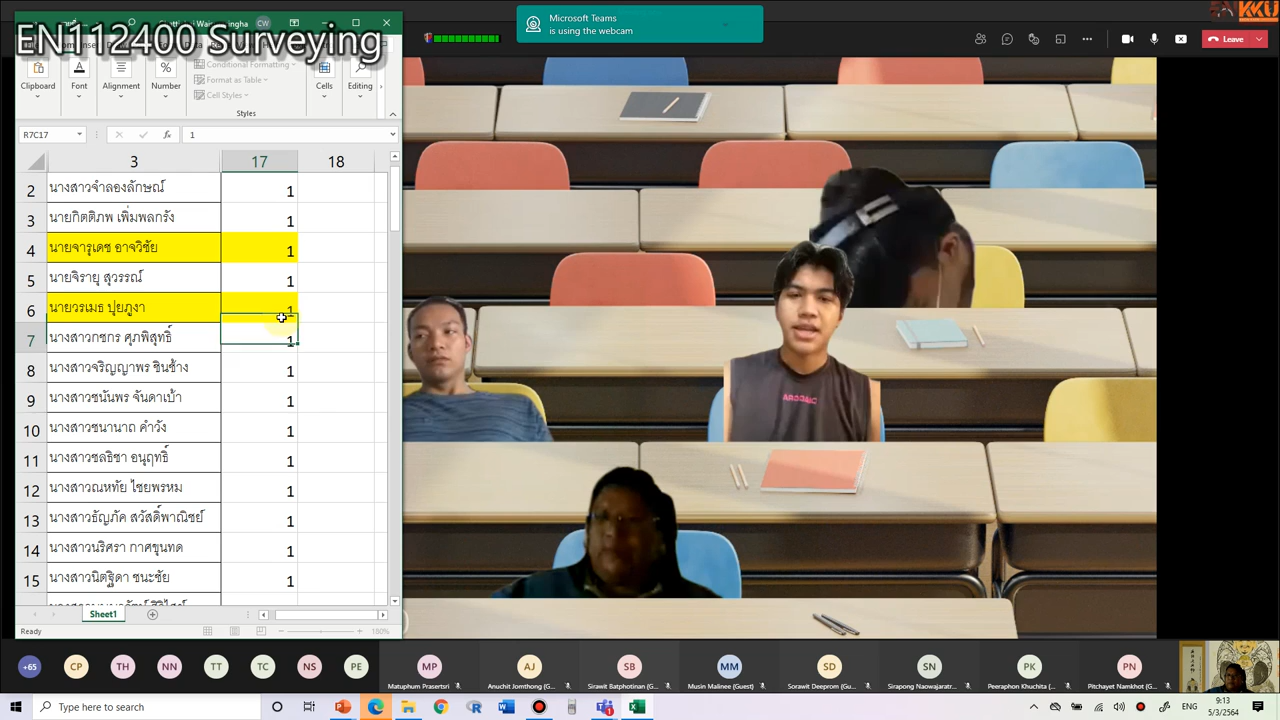 EN112400 Surveying
CW
Microsoft Teams
is using the webcam
KKU
Leave
Clipboard
Font
Alignment
Number
Conditional Formatting
Format as Table
Cell Styles
Styles
Cells
Editing
R7C17
fx
1
3 17 18
2 นางสาวจำลองลักษณ์ 1
3 นายกิตติภพ เพิ่มพลกรัง 1
4 นายจารุเดช อาจวิชัย 1
5 นายจิรายุ สุวรรณ์ 1
6 นายวรเมธ ปุยภูงา 1
7 นางสาวกชกร ศุภพิสุทธิ์ 1
8 นางสาวจริญญาพร ชินช้าง 1
9 นางสาวชนันพร จันดาเบ้า 1
10 นางสาวชนานาถ คำวัง 1
11 นางสาวชลธิชา อนุฤทธิ์ 1
12 นางสาวณหทัย ไชยพรหม 1
13 นางสาวธัญภัค สวัสดิ์พาณิชย์ 1
14 นางสาวนริศรา กาศขุนทด 1
15 นางสาวนิตฐิดา ชนะชัย 1
Sheet1
Ready
180%
+65 CP TH NN TT TC NS PE MP AJ SB MM SD SN PK PN
Matuphum Prasertsri
Anuchit Jomthong (G...
Sirawit Batphotinan (G...
Musin Malinee (Guest)
Sorawit Deeprom (Gu...
Sirapong Naowajaratr...
Peeraphon Khuchita (...
Pitchayet Namkhot (G...
Type here to search
ENG
9:13
5/3/2564